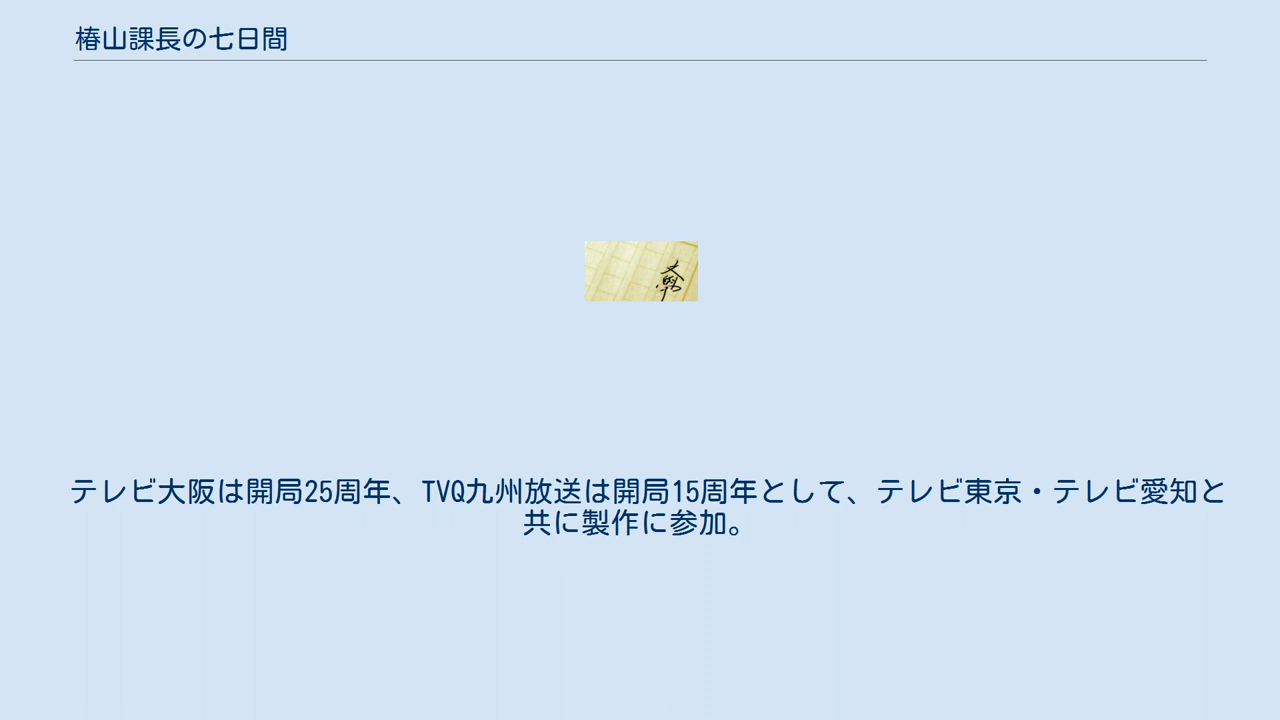 椿山課長の七日間
テレビ大阪は開局25周年、TVQ九州放送は開局15周年として、テレビ東京・テレビ愛知と
共に製作に参加。